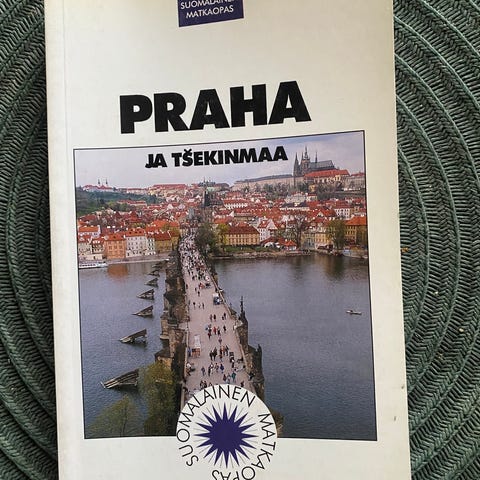 SUOMALAINEN
MATKAOPAS
PRAHA
JA TŠEKINMAA
SUOMALAINEN MATKAOPAS